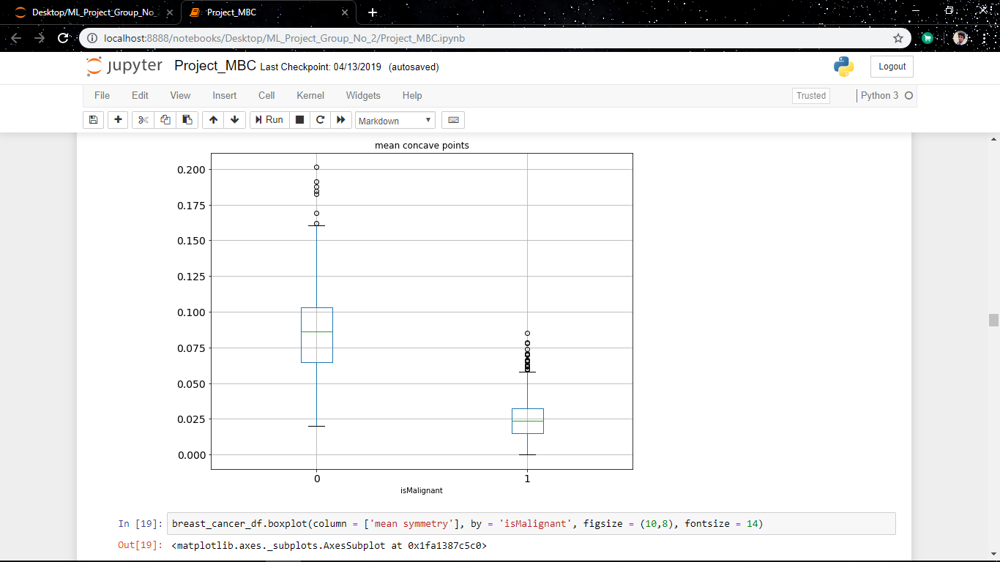 Desktop/ML_Project_Group_No_
Project_MBC
localhost:8888/notebooks/Desktop/ML_Project_Group_No_2/Project_MBC.ipynb
jupyter Project_MBC Last Checkpoint: 04/13/2019 (autosaved)
Logout
File Edit View Insert Cell Kernel Widgets Help
Trusted
Python 3
Run
Markdown
mean concave points
0.200
0.175
0.150
0.125
0.100
0.075
0.050
0.025
0.000
0 1
isMalignant
In [19]: breast_cancer_df.boxplot(column = ['mean symmetry'], by = 'isMalignant', figsize = (10,8), fontsize = 14)
Out[19]: <matplotlib.axes._subplots.AxesSubplot at 0x1fa1387c5c0>